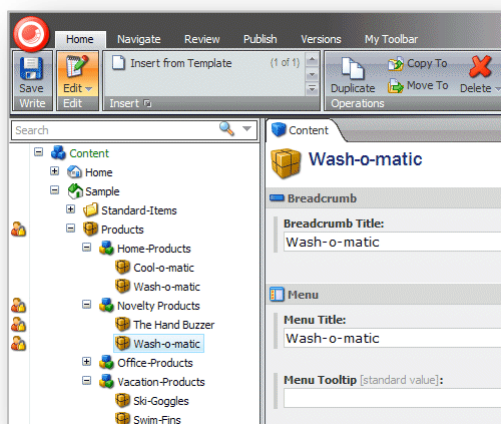 Home Navigate Review Publish Versions My Toolbar
Insert from Template (1 of 1)
Copy To
Move To
Save Edit Duplicate Delete
Write Edit Insert Operations
Search
Content
Home
Sample
Standard-Items
Products
Home-Products
Cool-o-matic
Wash-o-matic
Novelty Products
The Hand Buzzer
Wash-o-matic
Office-Products
Vacation-Products
Ski-Goggles
Swim-Fins
Content
Wash-o-matic
Breadcrumb
Breadcrumb Title:
Wash-o-matic
Menu
Menu Title:
Wash-o-matic
Menu Tooltip [standard value]: